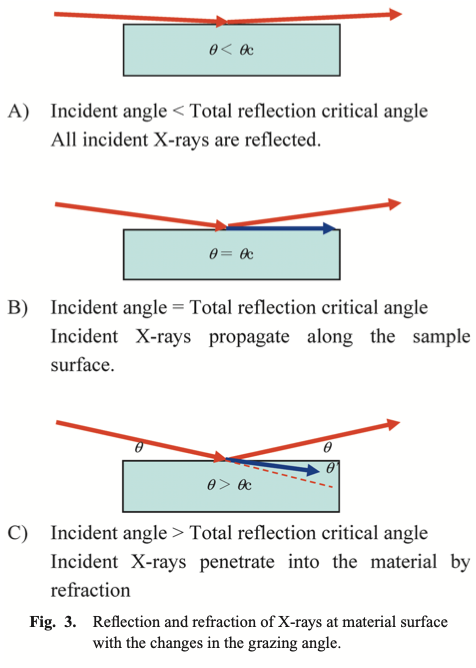 θ < θc
A) Incident angle < Total reflection critical angle
All incident X-rays are reflected.
θ = θc
B) Incident angle = Total reflection critical angle
Incident X-rays propagate along the sample
surface.
θ
θ
θ'
θ > θc
C) Incident angle > Total reflection critical angle
Incident X-rays penetrate into the material by
refraction
Fig. 3. Reflection and refraction of X-rays at material surface
with the changes in the grazing angle.